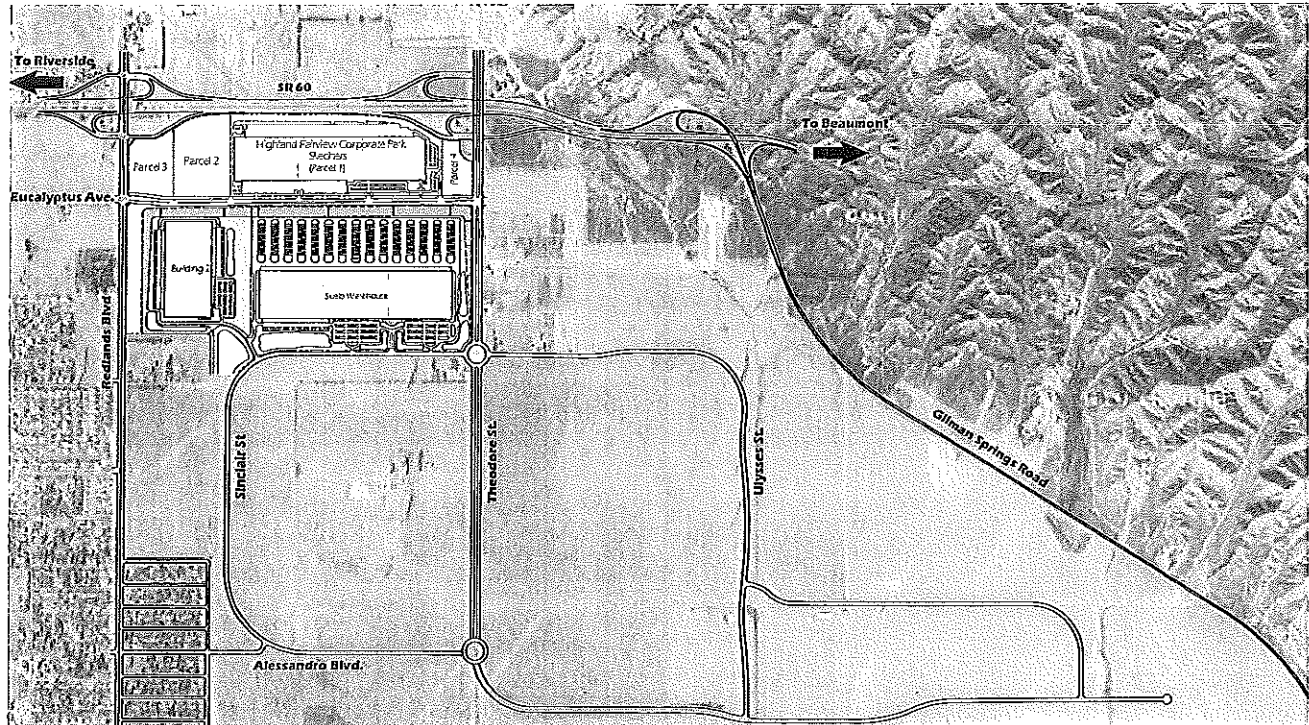 To Riverside
SR 60
To Beaumont
Highland Fairview Corporate Park
Skechers
(Parcel 1)
Parcel 3
Parcel 2
Parcel 4
Eucalyptus Ave.
Building 2
Warehouse
Redlands Blvd.
Sinclair St.
Theodore St.
Ulysses St.
Gilman Springs Road
Alessandro Blvd.